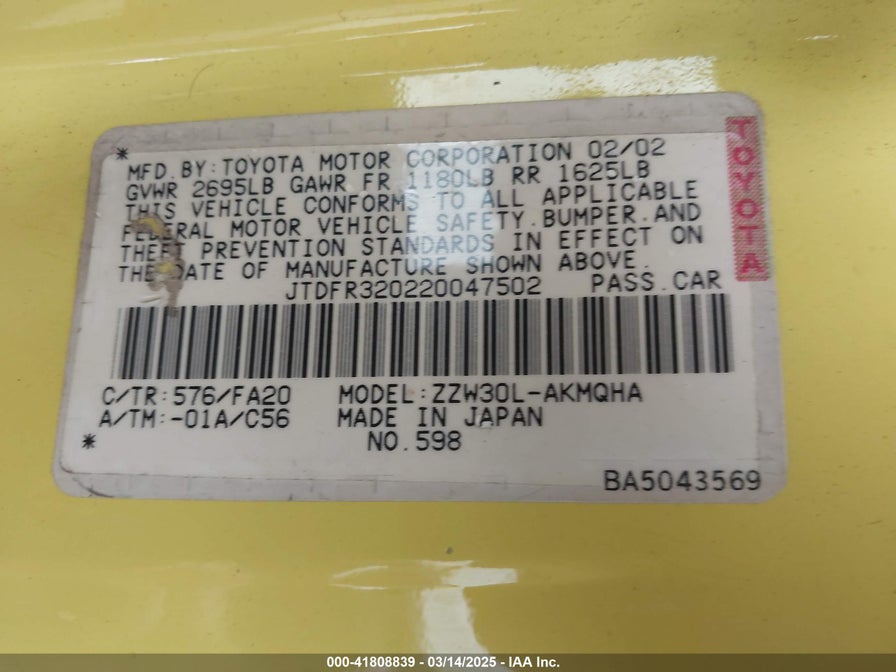 * MFD.BY:TOYOTA MOTOR CORPORATION 02/02
GVWR 2695LB GAWR FR 1180LB RR 1625LB
THIS VEHICLE CONFORMS TO ALL APPLICABLE
FEDERAL MOTOR VEHICLE SAFETY.BUMPER.AND
THEFT PREVENTION STANDARDS IN EFFECT ON
THE DATE OF MANUFACTURE SHOWN ABOVE.
JTDFR320220047502 PASS.CAR
TOYOTA
C/TR:576/FA20 MODEL:ZZW30L-AKMQHA
A/TM:-01A/C56 MADE IN JAPAN
* NO.598
BA5043569
000-41808839 - 03/14/2025 - IAA Inc.